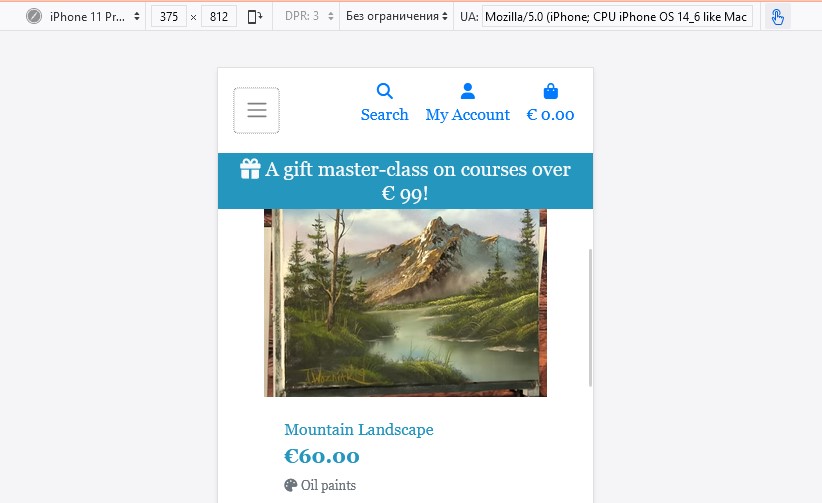 iPhone 11 Pr... 375 × 812 DPR: 3 Без ограничения UA: Mozilla/5.0 (iPhone; CPU iPhone OS 14_6 like Mac
Search My Account € 0.00
A gift master-class on courses over
€ 99!
Mountain Landscape
€60.00
Oil paints